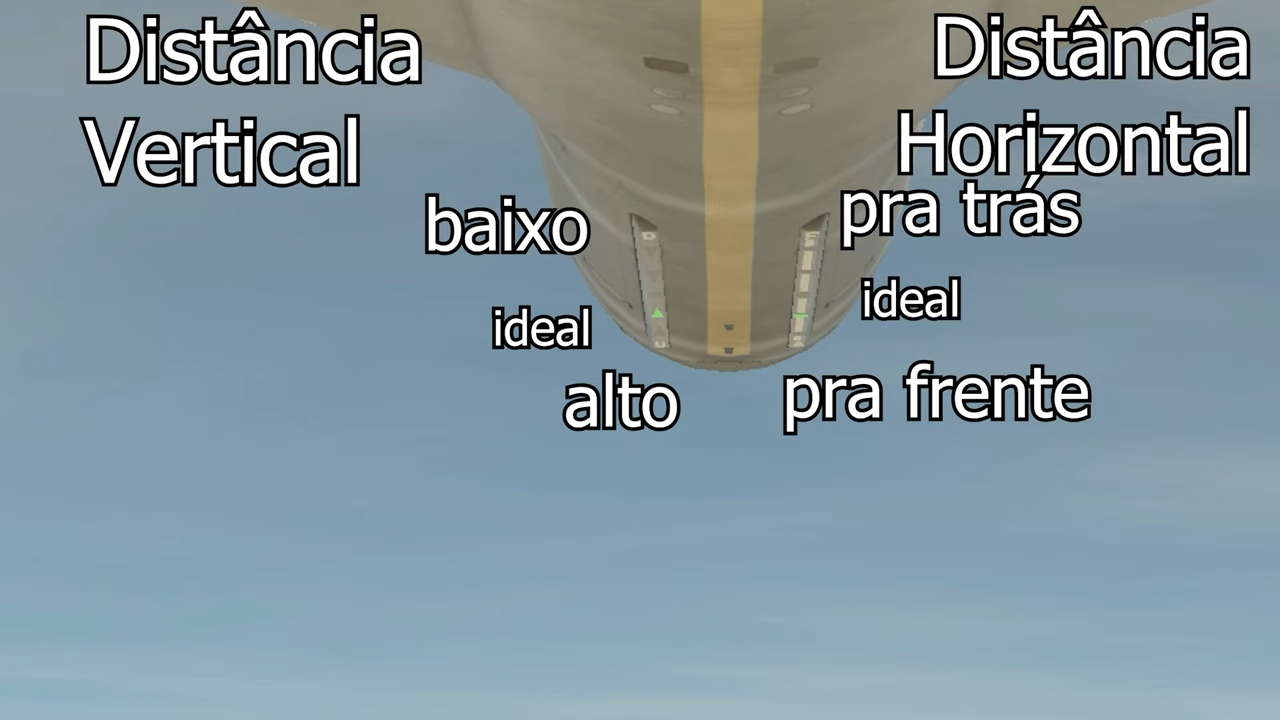 Distância
Vertical
baixo
ideal
alto
Distância
Horizontal
pra trás
ideal
pra frente